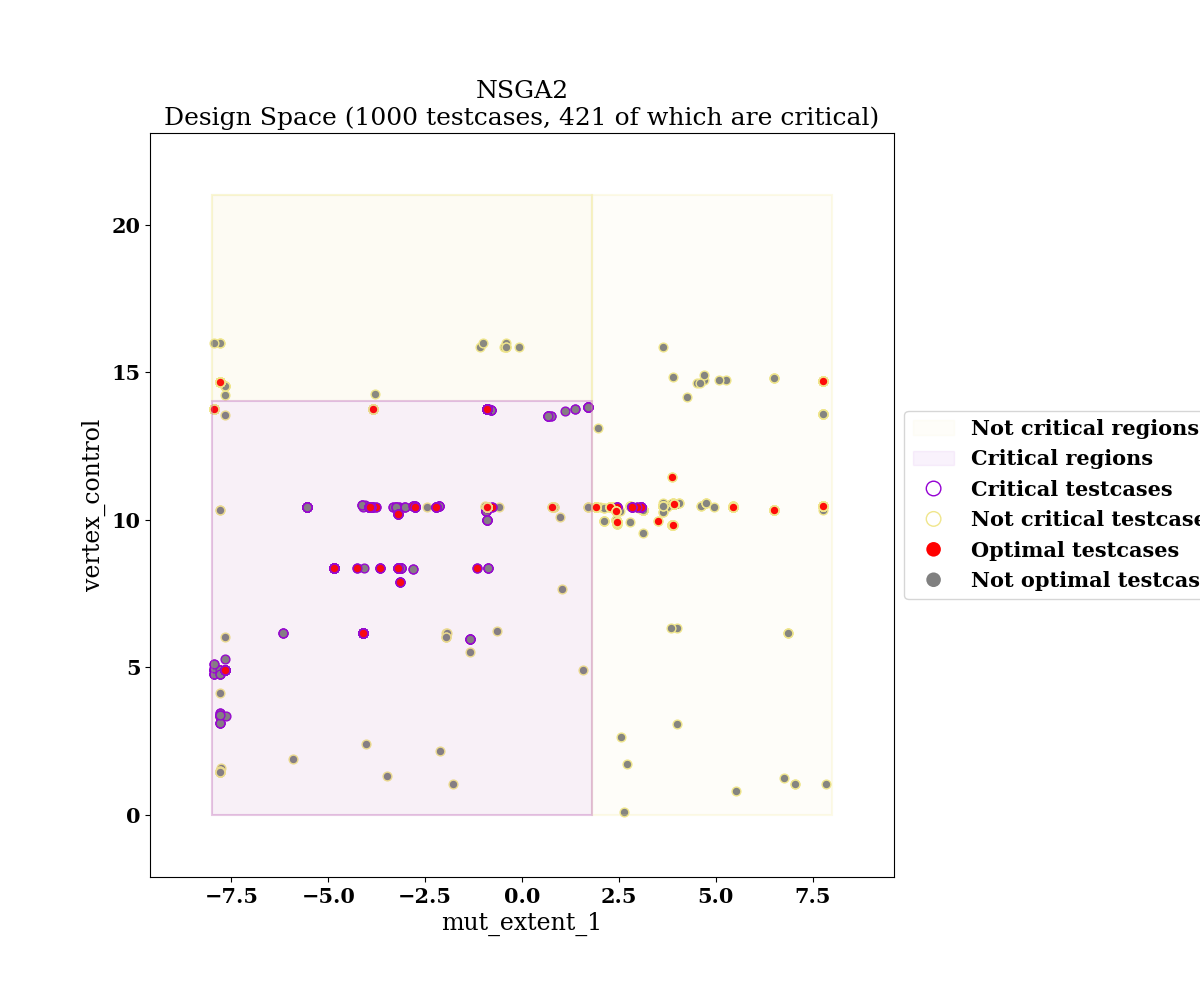 NSGA2
Design Space (1000 testcases, 421 of which are critical)
20
15
10
5
0
vertex_control
−7.5
−5.0
−2.5
0.0
2.5
5.0
7.5
mut_extent_1
Not critical regions
Critical regions
Critical testcases
Not critical testcase
Optimal testcases
Not optimal testcas